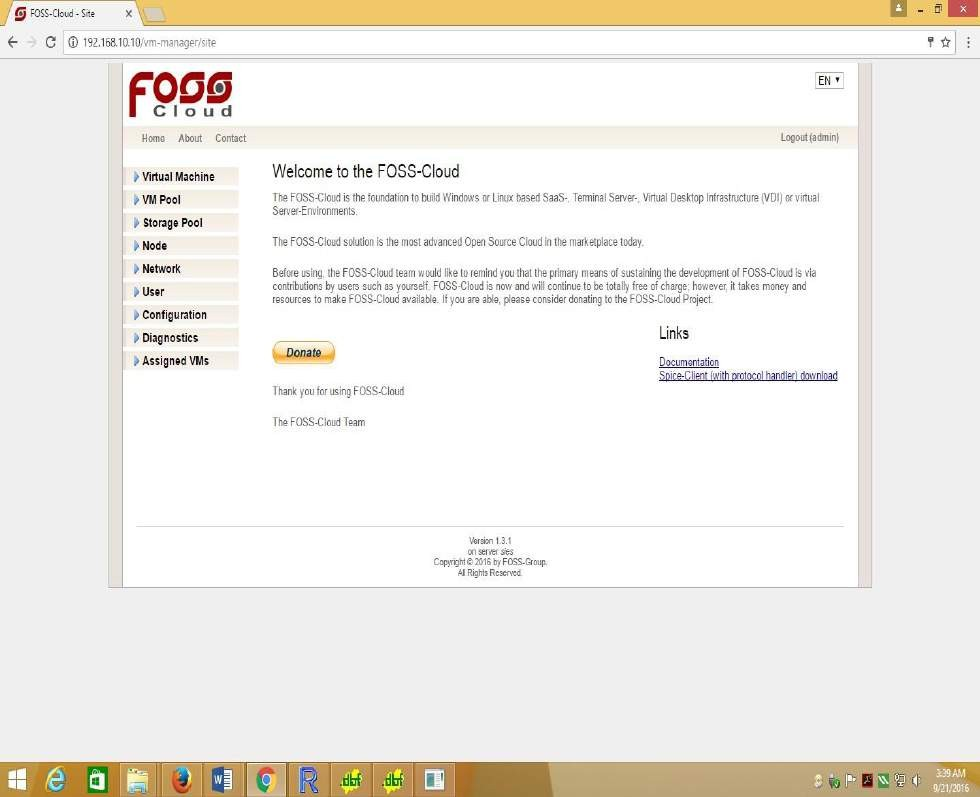 FOSS-Cloud - Site
192.168.10.10/vm-manager/site
FOSS
Cloud
EN
Home About Contact
Logout (admin)
Virtual Machine
VM Pool
Storage Pool
Node
Network
User
Configuration
Diagnostics
Assigned VMs
Welcome to the FOSS-Cloud
The FOSS-Cloud is the foundation to build Windows or Linux based SaaS-, Terminal Server-, Virtual Desktop Infrastructure (VDI) or virtual
Server-Environments.
The FOSS-Cloud solution is the most advanced Open Source Cloud in the marketplace today.
Before using, the FOSS-Cloud team would like to remind you that the primary means of sustaining the development of FOSS-Cloud is via
contributions by users such as yourself. FOSS-Cloud is now and will continue to be totally free of charge; however, it takes money and
resources to make FOSS-Cloud available. If you are able, please consider donating to the FOSS-Cloud Project.
Donate
Thank you for using FOSS-Cloud
The FOSS-Cloud Team
Links
Documentation
Spice-Client (with protocol handler) download
Version 1.3.1
on server sies
Copyright © 2016 by FOSS-Group.
All Rights Reserved.
R
dbf
dbf
3:39 AM
9/21/2016